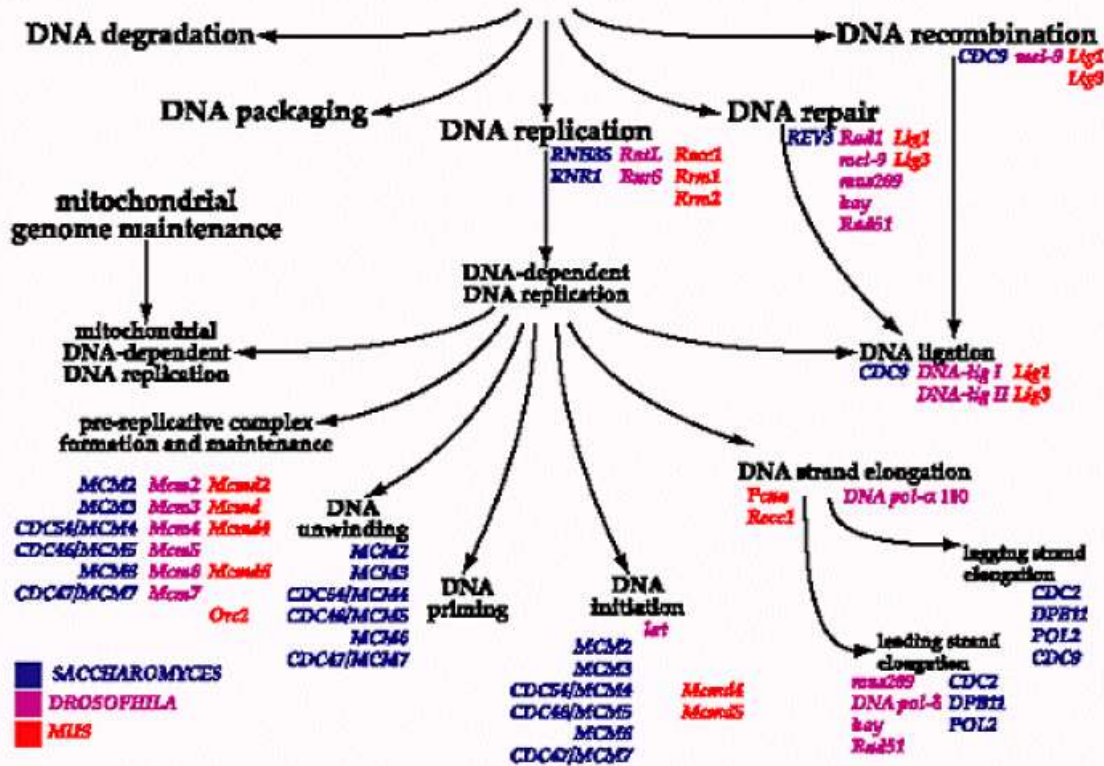 DNA degradation
DNA recombination
CDC9 mei-9 Lig1
Lig3
DNA packaging
DNA repair
REV3 Rad1 Lig1
mei-9 Lig3
mus209
hay
Rad51
DNA replication
RNR1 Rrm1
Rrm2
mitochondrial
genome maintenance
DNA-dependent
DNA replication
mitochondrial
DNA-dependent
DNA replication
DNA ligation
CDC9 DNA-lig I Lig1
DNA-lig II Lig3
pre-replicative complex
formation and maintenance
MCM2 Mcm2 Mcmd2
MCM3 Mcm3 Mcmd
CDC54/MCM4 Mcm4 Mcmd4
CDC46/MCM5 Mcm5
MCM6 Mcm6 Mcmd6
CDC47/MCM7 Mcm7
Orc2
DNA
unwinding
MCM2
MCM3
CDC54/MCM4
CDC46/MCM5
MCM6
CDC47/MCM7
DNA
priming
DNA
initiation
lat
MCM2
MCM3
CDC54/MCM4 Mcmd4
CDC46/MCM5 Mcmd5
MCM6
CDC47/MCM7
DNA strand elongation
Pcna DNA pol-α 180
Recc1
lagging strand
elongation
CDC2
DPB11
POL2
CDC9
leading strand
elongation
mus209 CDC2
DNA pol-δ DPB11
hay POL2
Rad51
SACCHAROMYCES
DROSOPHILA
MUS